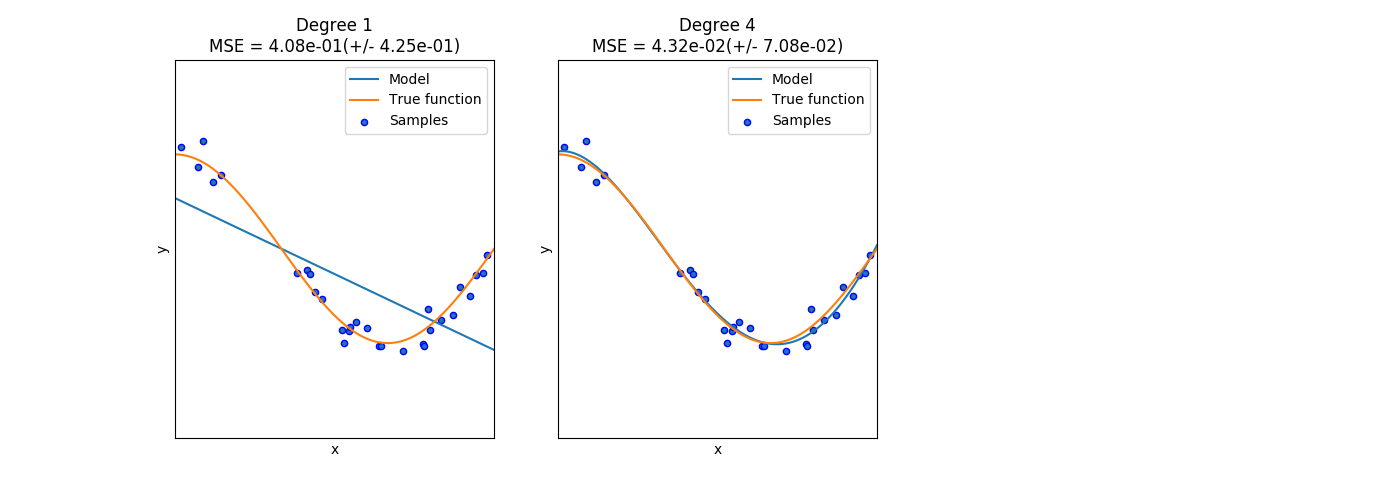 Degree 1
MSE = 4.08e-01(+/- 4.25e-01)
Model
True function
Samples
y
x
Degree 4
MSE = 4.32e-02(+/- 7.08e-02)
Model
True function
Samples
y
x